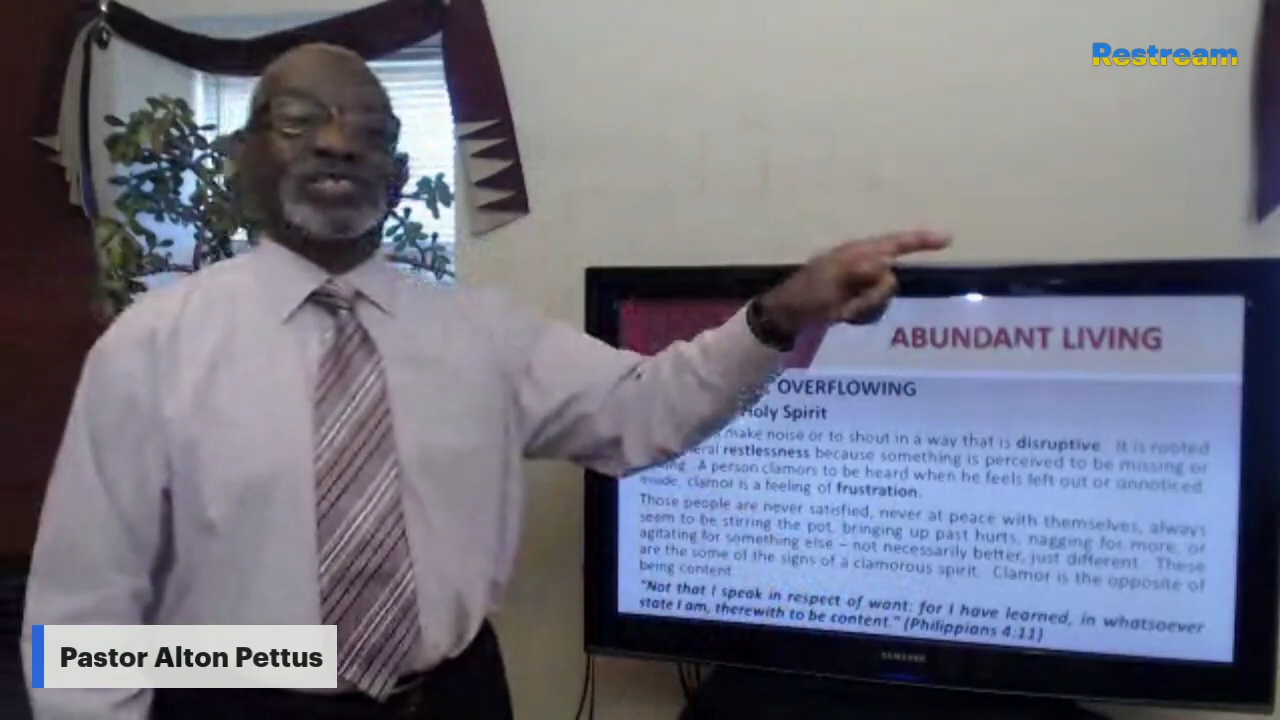 Restream
ABUNDANT LIVING
OVERFLOWING
Holy Spirit
make noise or to shout in a way that is disruptive. It is rooted
restlessness because something is perceived to be missing or
A person clamors to be heard when he feels left out or unnoticed.
clamor is a feeling of frustration.
Those people are never satisfied, never at peace with themselves, always
seem to be stirring the pot, bringing up past hurts, nagging for more, or
agitating for something else – not necessarily better, just different. These
are the some of the signs of a clamorous spirit. Clamor is the opposite of
being content.
"Not that I speak in respect of want: for I have learned, in whatsoever
state I am, therewith to be content." (Philippians 4:11)
SAMSUNG
Pastor Alton Pettus